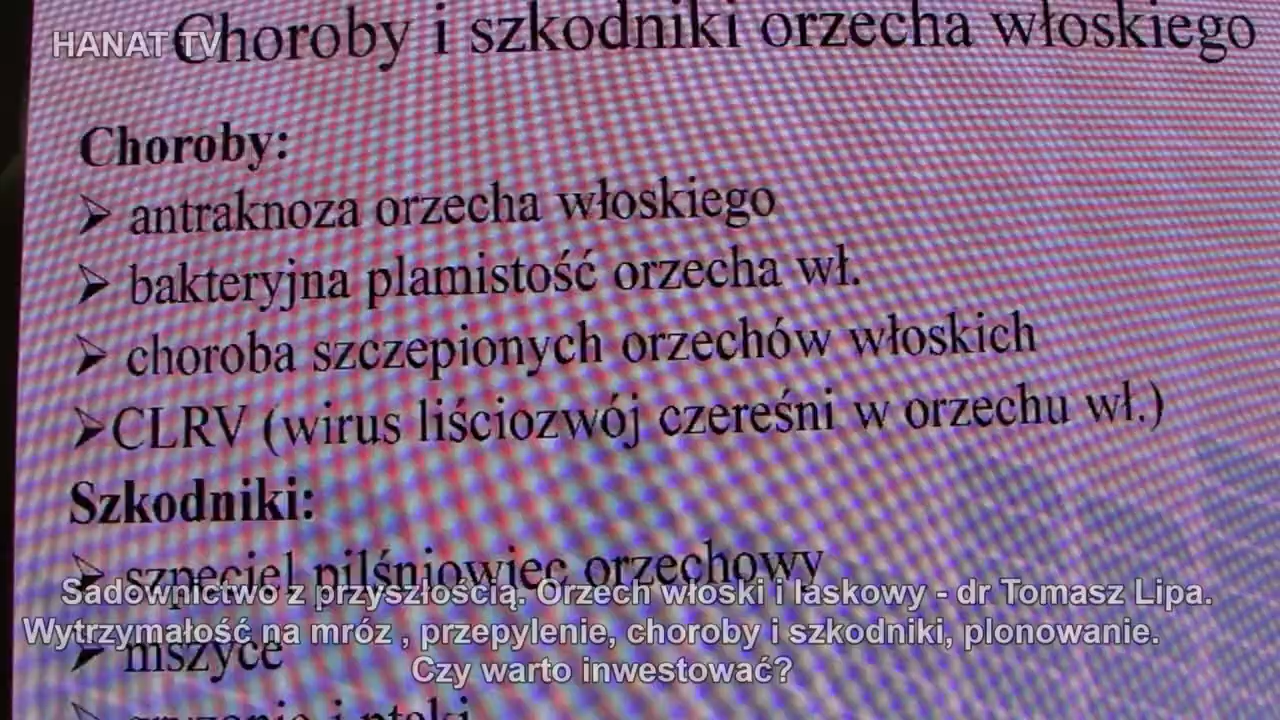 HANAT TV
Choroby i szkodniki orzecha włoskiego
Choroby:
➤ antraknoza orzecha włoskiego
➤ bakteryjna plamistość orzecha wł.
➤ choroba szczepionych orzechów włoskich
➤CLRV (wirus liściozwój czereśni w orzechu wł.)
Szkodniki:
➤ szpeciel pilśniowiec orzechowy
Sadownictwo z przyszłością. Orzech włoski i laskowy - dr Tomasz Lipa.
Wytrzymałość na mróz , przepylenie, choroby i szkodniki, plonowanie.
➤ mszyce
Czy warto inwestować?
➤ gryzonie i ptaki